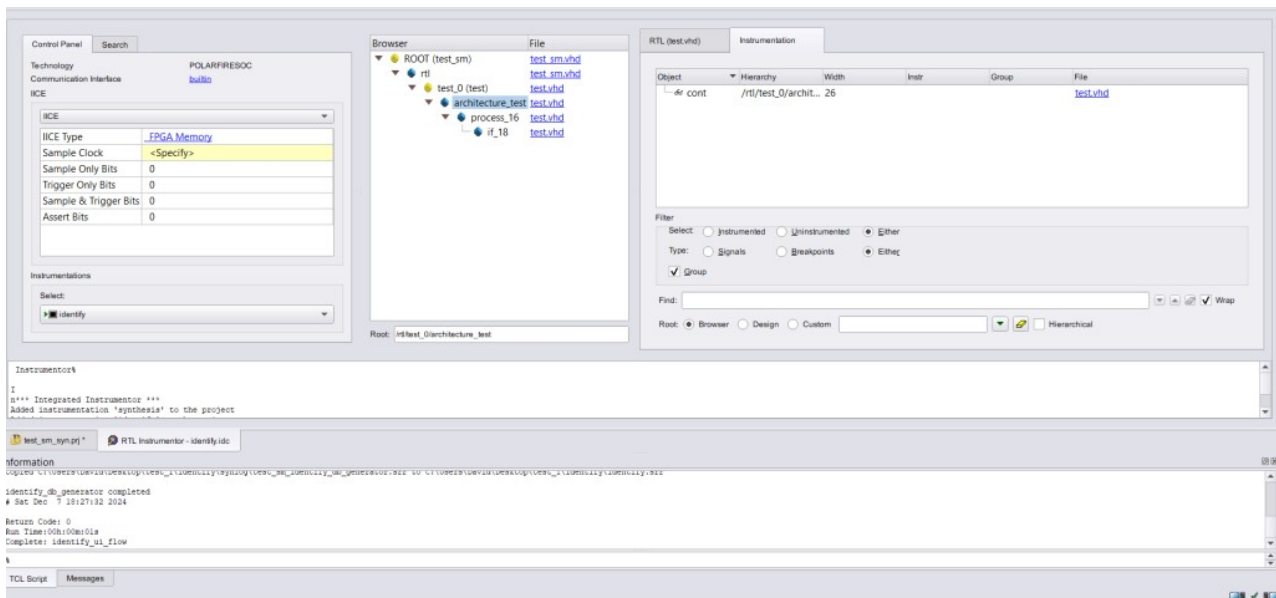 Control Panel Search
Technology POLARFIRESOC
Communication Interface builtin
IICE
IICE
IICE Type FPGA Memory
Sample Clock <Specify>
Sample Only Bits 0
Trigger Only Bits 0
Sample & Trigger Bits 0
Assert Bits 0
Instrumentations
Select:
identify
Browser File
ROOT (test_sm) test_sm.vhd
rtl test_sm.vhd
test_0 (test) test.vhd
architecture_test test.vhd
process_16 test.vhd
if_18 test.vhd
Root: /rtl/test_0/architecture_test
RTL (test.vhd) Instrumentation
Object Hierarchy Width Instr Group File
cont /rtl/test_0/archit... 26 test.vhd
Filter
Select: Instrumented Uninstrumented Either
Type: Signals Breakpoints Either
Group
Find: Wrap
Root: Browser Design Custom Hierarchical
Instrumentor%
I
n*** Integrated Instrumentor ***
Added instrumentation 'synthesis' to the project
test_sm_syn.prj * RTL Instrumentor - identify.idc
nformation
identify_db_generator completed
# Sat Dec 7 18:27:32 2024
Return Code: 0
Run Time:00h:00m:01s
Complete: identify_ui_flow
%
TCL Script Messages